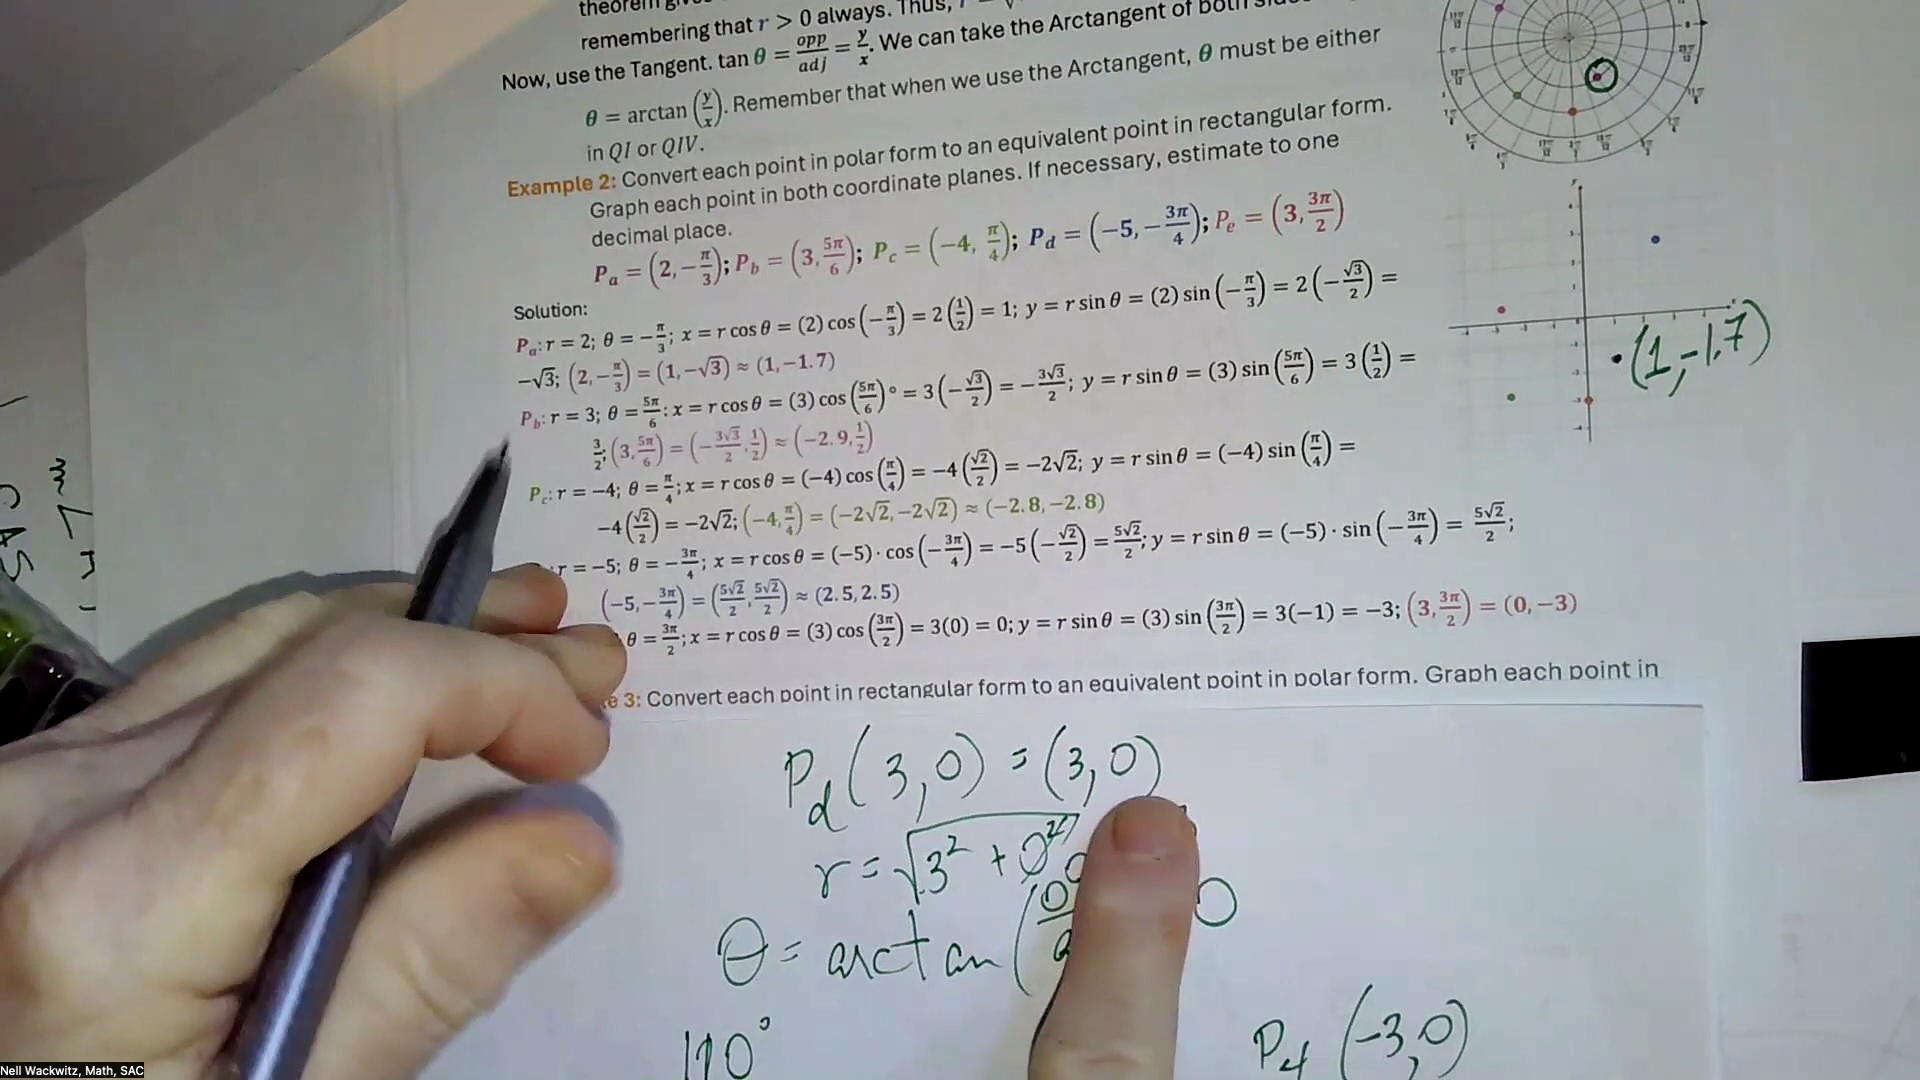 remembering that r > 0 always. Thus,
Now, use the Tangent. tan θ = opp/adj = y/x. We can take the Arctangent of both
θ = arctan (y/x). Remember that when we use the Arctangent, θ must be either
in QI or QIV.
Example 2: Convert each point in polar form to an equivalent point in rectangular form.
Graph each point in both coordinate planes. If necessary, estimate to one
decimal place.
P_a = (2, −π/3); P_b = (3, 5π/6); P_c = (−4, π/4); P_d = (−5, −3π/4); P_e = (3, 3π/2)
Solution:
P_a: r = 2; θ = −π/3; x = r cos θ = (2) cos (−π/3) = 2(1/2) = 1; y = r sin θ = (2) sin (−π/3) = 2(−√3/2) =
−√3; (2, −π/3) = (1, −√3) ≈ (1, −1.7)
P_b: r = 3; θ = 5π/6: x = r cos θ = (3) cos (5π/6)° = 3(−√3/2) = −3√3/2; y = r sin θ = (3) sin (5π/6) = 3(1/2) =
3/2; (3, 5π/6) = (−3√3/2, 1/2) ≈ (−2.9, 1/2)
P_c: r = −4; θ = π/4; x = r cos θ = (−4) cos (π/4) = −4(√2/2) = −2√2; y = r sin θ = (−4) sin (π/4) =
−4(√2/2) = −2√2; (−4, π/4) = (−2√2, −2√2) ≈ (−2.8, −2.8)
r = −5; θ = −3π/4; x = r cos θ = (−5) · cos (−3π/4) = −5(−√2/2) = 5√2/2; y = r sin θ = (−5) · sin (−3π/4) = 5√2/2;
(−5, −3π/4) = (5√2/2, 5√2/2) ≈ (2.5, 2.5)
θ = 3π/2; x = r cos θ = (3) cos (3π/2) = 3(0) = 0; y = r sin θ = (3) sin (3π/2) = 3(−1) = −3; (3, 3π/2) = (0, −3)
3: Convert each point in rectangular form to an equivalent point in polar form. Graph each point in
(1, −1.7)
P_d (3, 0) = (3, 0)
r = √3² + 0²
θ = arctan (0
0
110°
P_4 (−3, 0)
Nell Wackwitz, Math, SAC